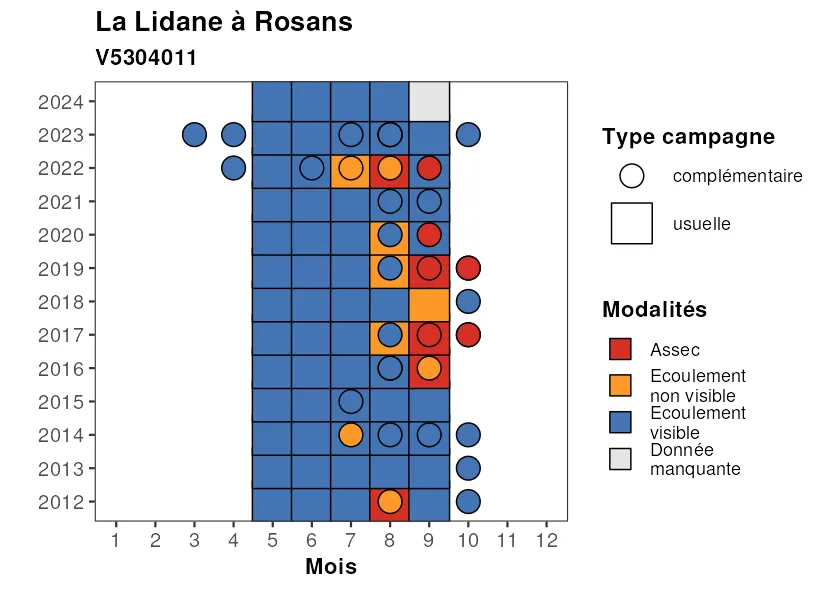 La Lidane à Rosans
V5304011
2024
2023
2022
2021
2020
2019
2018
2017
2016
2015
2014
2013
2012
1 2 3 4 5 6 7 8 9 10 11 12
Mois
Type campagne
complémentaire
usuelle
Modalités
Assec
Ecoulement
non visible
Ecoulement
visible
Donnée
manquante